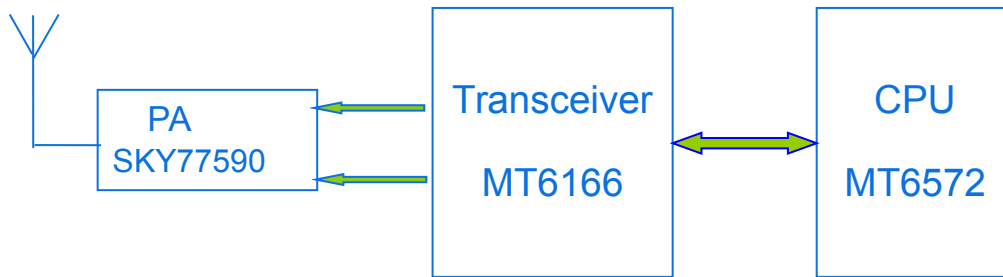 PA
SKY77590
Transceiver
MT6166
CPU
MT6572